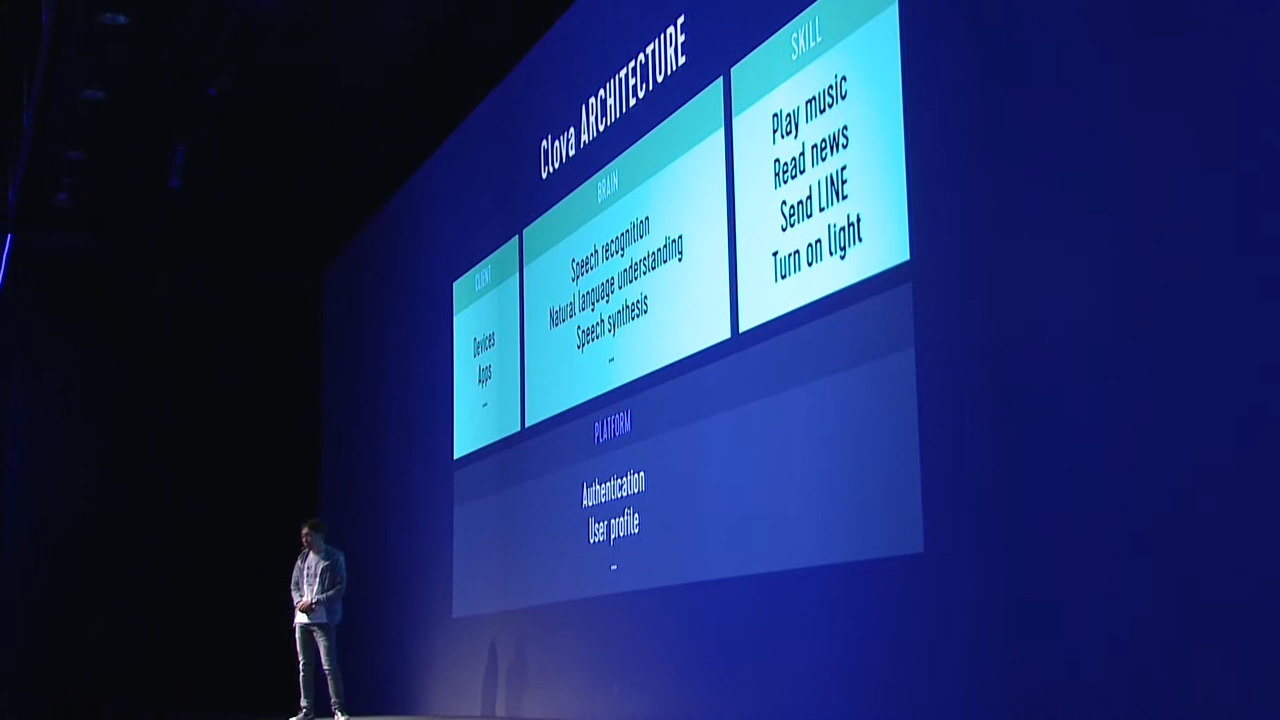 Clova ARCHITECTURE
CLIENT
Devices
Apps
...
BRAIN
Speech recognition
Natural language understanding
Speech synthesis
...
SKILL
Play music
Read news
Send LINE
Turn on light
PLATFORM
Authentication
User profile
...